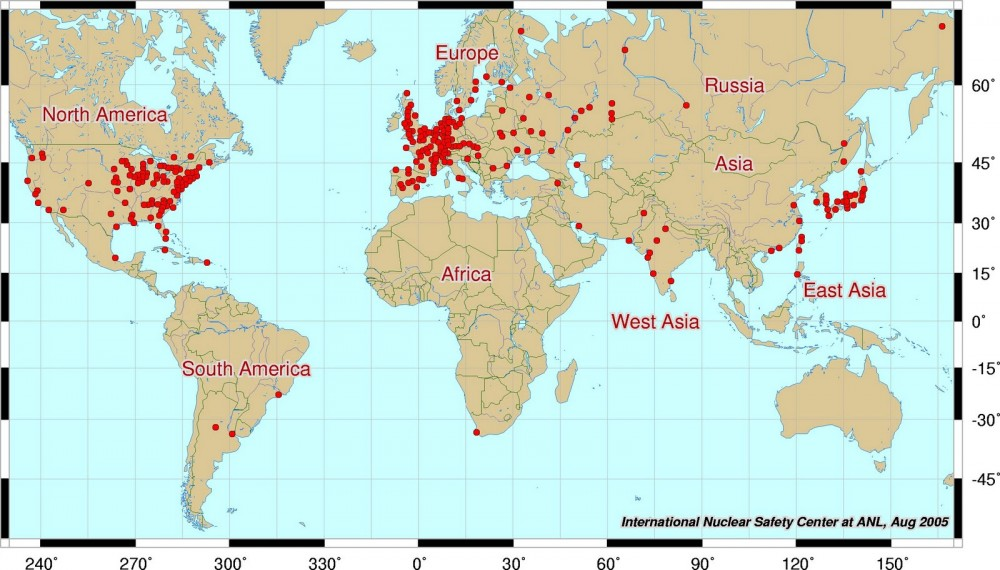 Europe
60°
Russia
North America
45°
Asia
30°
Africa
15°
East Asia
West Asia
0°
South America
-15°
-30°
-45°
International Nuclear Safety Center at ANL, Aug 2005
240° 270° 300° 330° 0° 30° 60° 90° 120° 150°